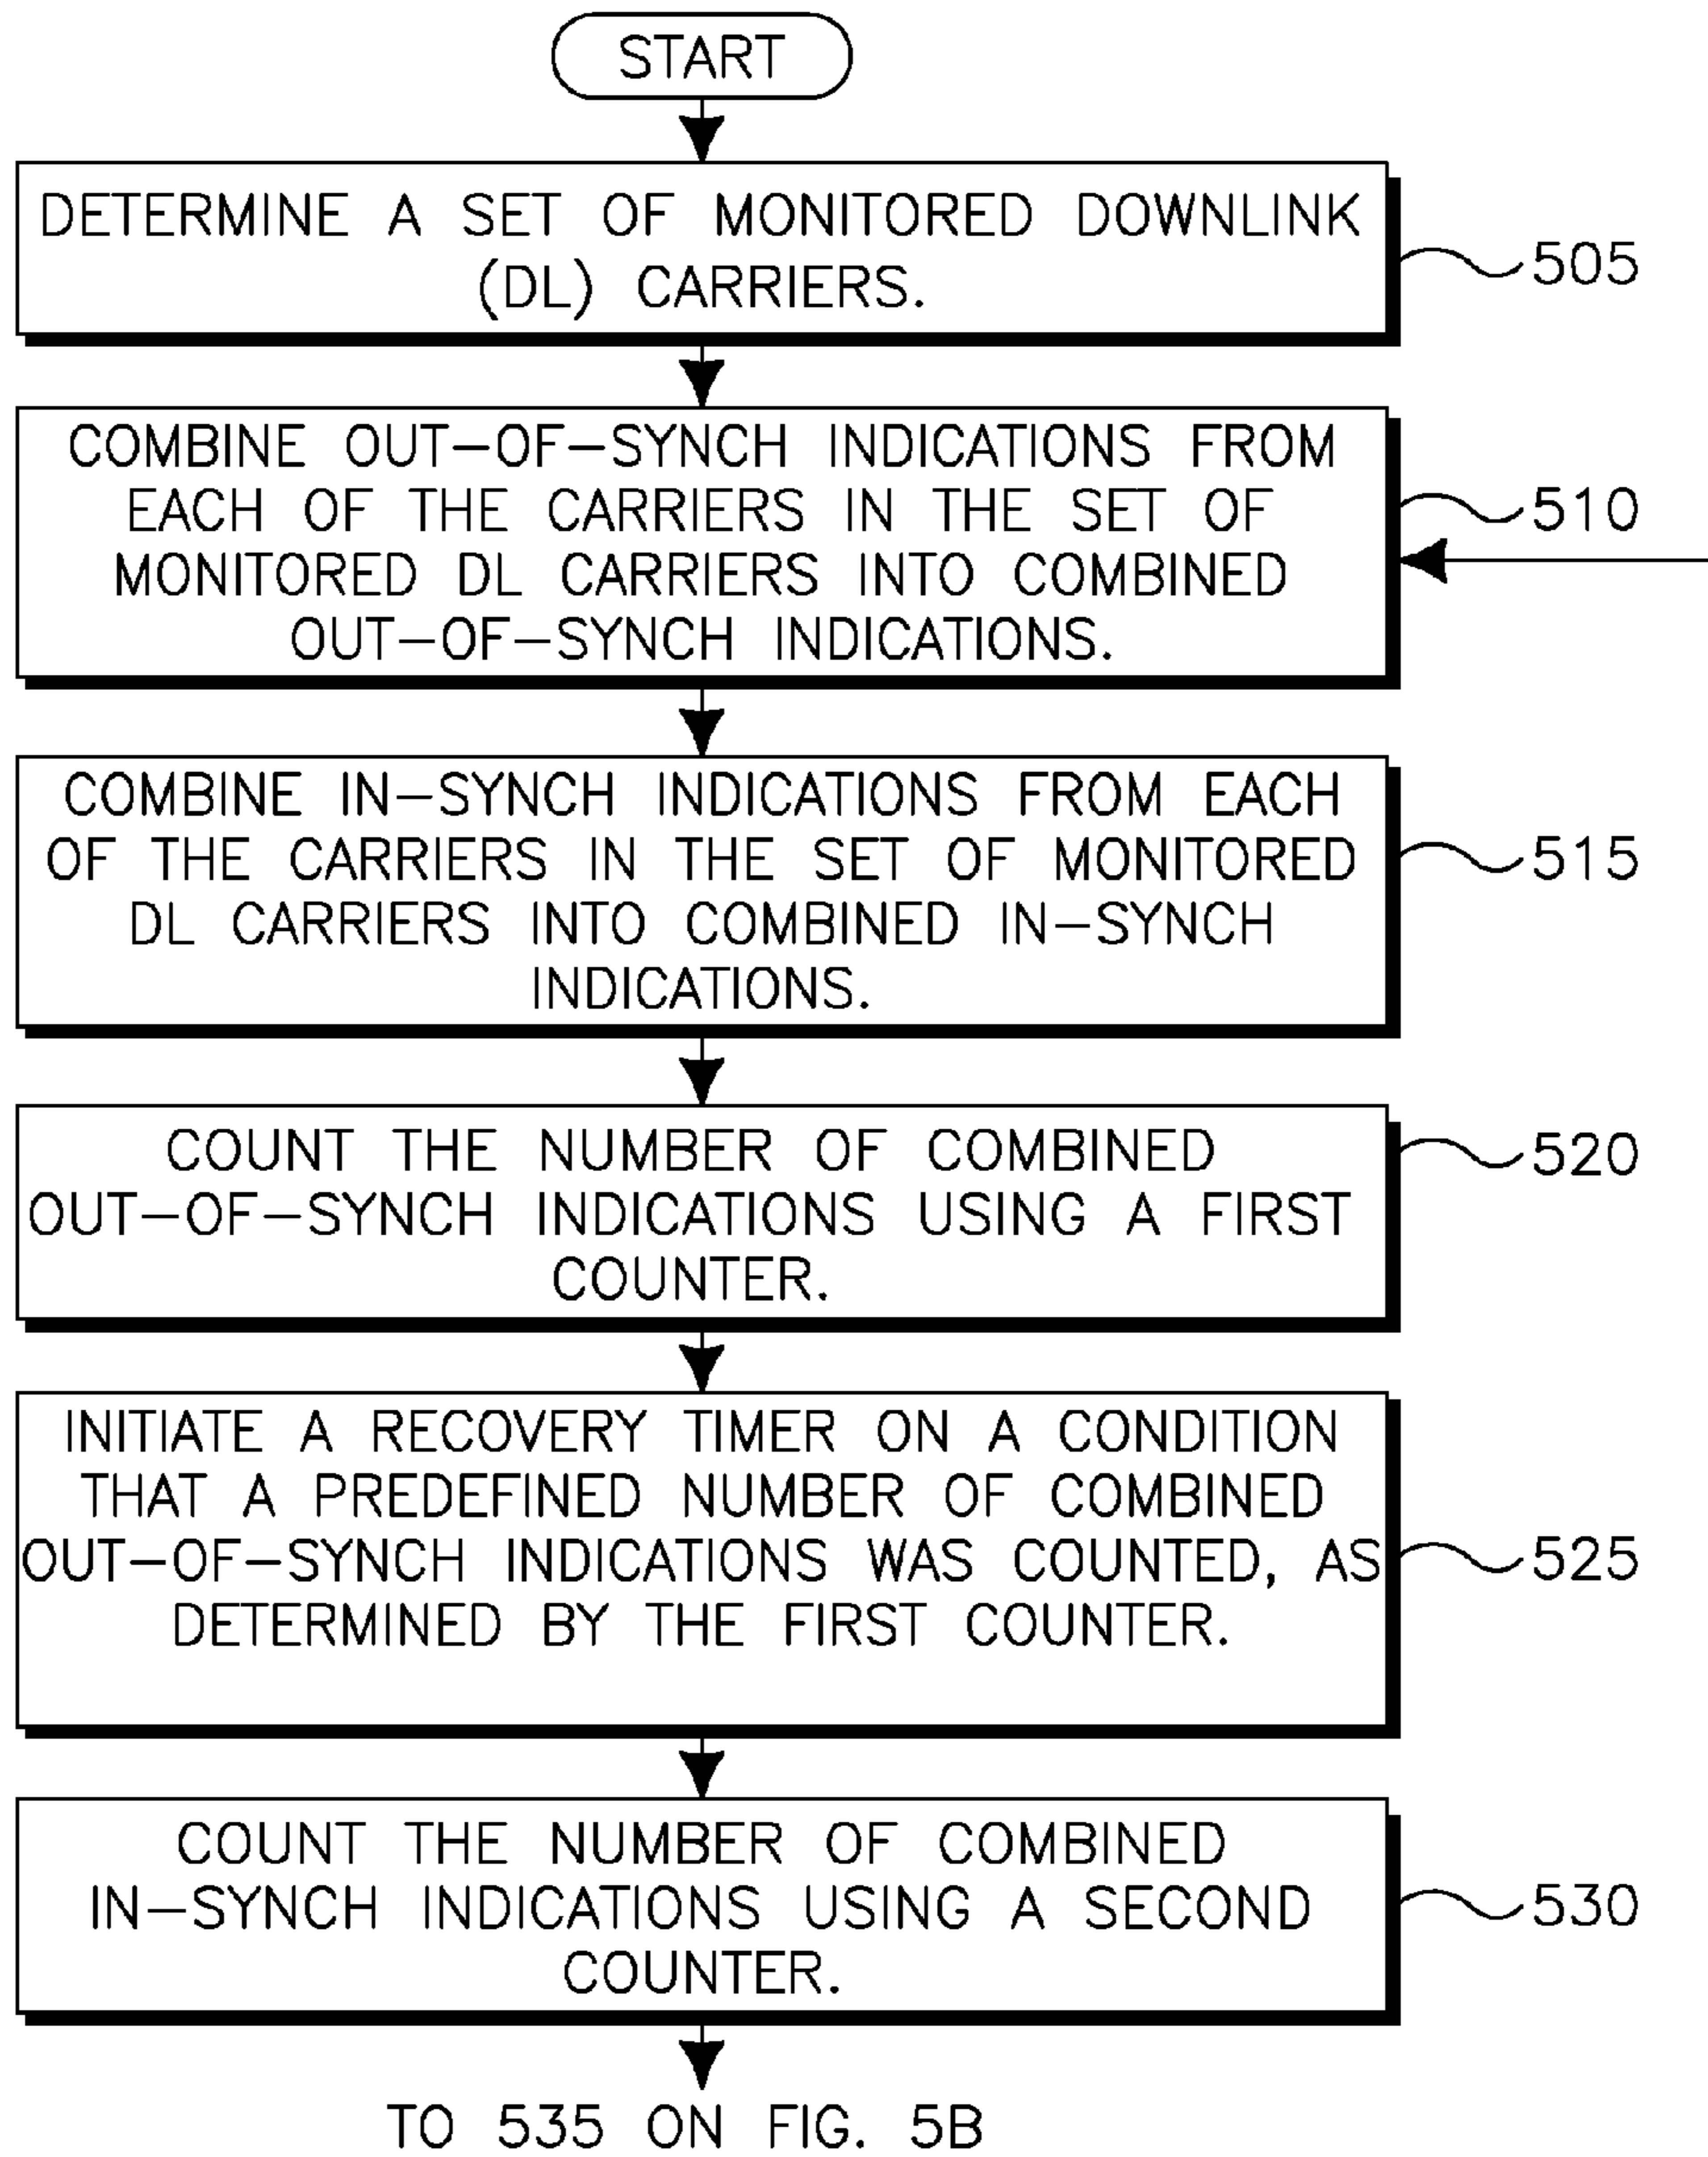 START
DETERMINE A SET OF MONITORED DOWNLINK
(DL) CARRIERS.
505
COMBINE OUT-OF-SYNCH INDICATIONS FROM
EACH OF THE CARRIERS IN THE SET OF
MONITORED DL CARRIERS INTO COMBINED
OUT-OF-SYNCH INDICATIONS.
510
COMBINE IN-SYNCH INDICATIONS FROM EACH
OF THE CARRIERS IN THE SET OF MONITORED
DL CARRIERS INTO COMBINED IN-SYNCH
INDICATIONS.
515
COUNT THE NUMBER OF COMBINED
OUT-OF-SYNCH INDICATIONS USING A FIRST
COUNTER.
520
INITIATE A RECOVERY TIMER ON A CONDITION
THAT A PREDEFINED NUMBER OF COMBINED
OUT-OF-SYNCH INDICATIONS WAS COUNTED, AS
DETERMINED BY THE FIRST COUNTER.
525
COUNT THE NUMBER OF COMBINED
IN-SYNCH INDICATIONS USING A SECOND
COUNTER.
530
TO 535 ON FIG. 5B